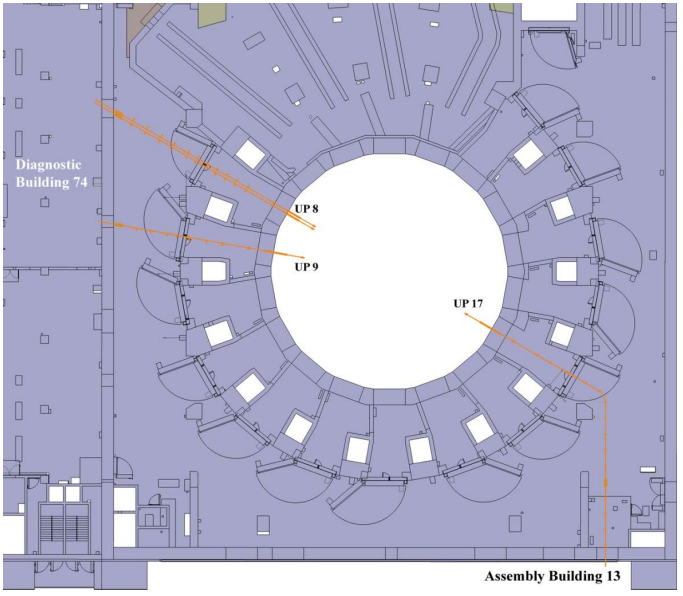 Diagnostic
Building 74
UP 8
UP 9
UP 17
Assembly Building 13